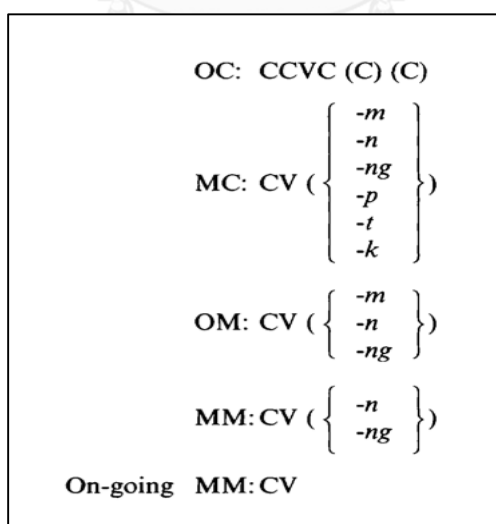 OC: CCVC (C) (C)
-m
-n
MC: CV ({ -ng })
-p
-t
-k
-m
OM: CV ({ -n })
-ng
MM: CV ({ -n })
-ng
On-going MM: CV